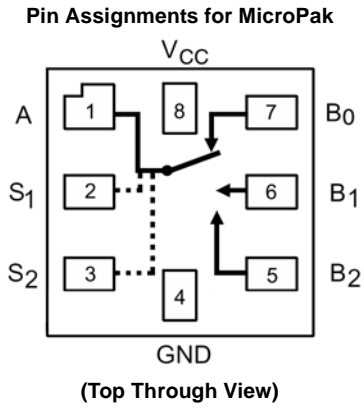 Pin Assignments for MicroPak
VCC
A 1 8 7 B0
S1 2 6 B1
S2 3 4 5 B2
GND
(Top Through View)